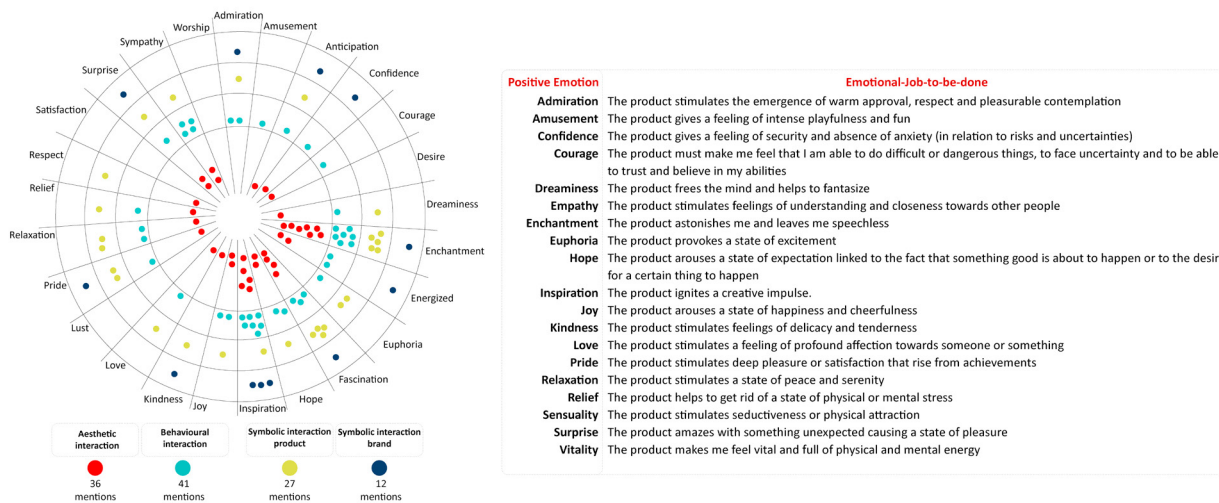 Admiration
Amusement
Anticipation
Confidence
Courage
Desire
Dreaminess
Enchantment
Energized
Euphoria
Fascination
Hope
Inspiration
Joy
Kindness
Love
Lust
Pride
Relaxation
Relief
Respect
Satisfaction
Surprise
Sympathy
Worship
Aesthetic
interaction
36
mentions
Behavioural
interaction
41
mentions
Symbolic interaction
product
27
mentions
Symbolic interaction
brand
12
mentions
Positive Emotion Emotional-Job-to-be-done
Admiration The product stimulates the emergence of warm approval, respect and pleasurable contemplation
Amusement The product gives a feeling of intense playfulness and fun
Confidence The product gives a feeling of security and absence of anxiety (in relation to risks and uncertainties)
Courage The product must make me feel that I am able to do difficult or dangerous things, to face uncertainty and to be able
to trust and believe in my abilities
Dreaminess The product frees the mind and helps to fantasize
Empathy The product stimulates feelings of understanding and closeness towards other people
Enchantment The product astonishes me and leaves me speechless
Euphoria The product provokes a state of excitement
Hope The product arouses a state of expectation linked to the fact that something good is about to happen or to the desir
for a certain thing to happen
Inspiration The product ignites a creative impulse.
Joy The product arouses a state of happiness and cheerfulness
Kindness The product stimulates feelings of delicacy and tenderness
Love The product stimulates a feeling of profound affection towards someone or something
Pride The product stimulates deep pleasure or satisfaction that rise from achievements
Relaxation The product stimulates a state of peace and serenity
Relief The product helps to get rid of a state of physical or mental stress
Sensuality The product stimulates seductiveness or physical attraction
Surprise The product amazes with something unexpected causing a state of pleasure
Vitality The product makes me feel vital and full of physical and mental energy